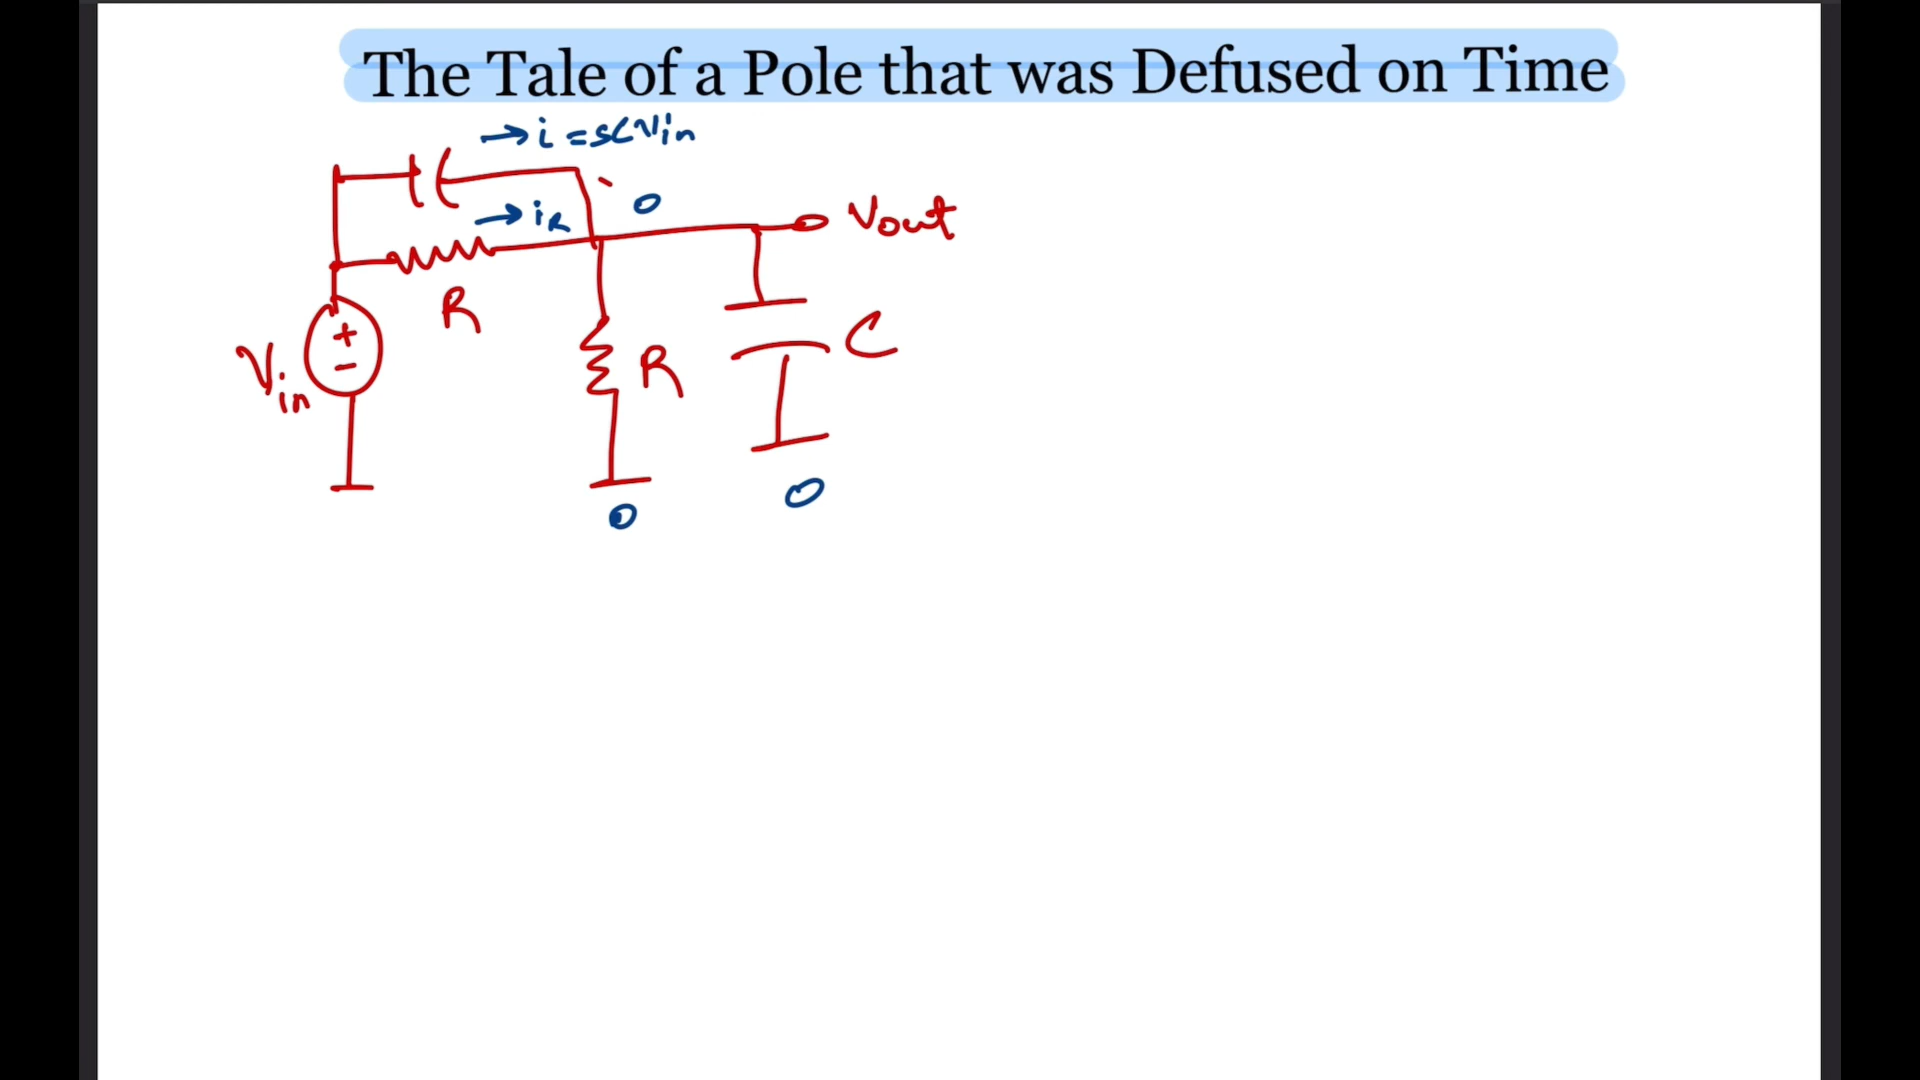 The Tale of a Pole that was Defused on Time
→ i = sCVin
→ iR
0
Vout
R
+
-
Vin
R
C
0
0